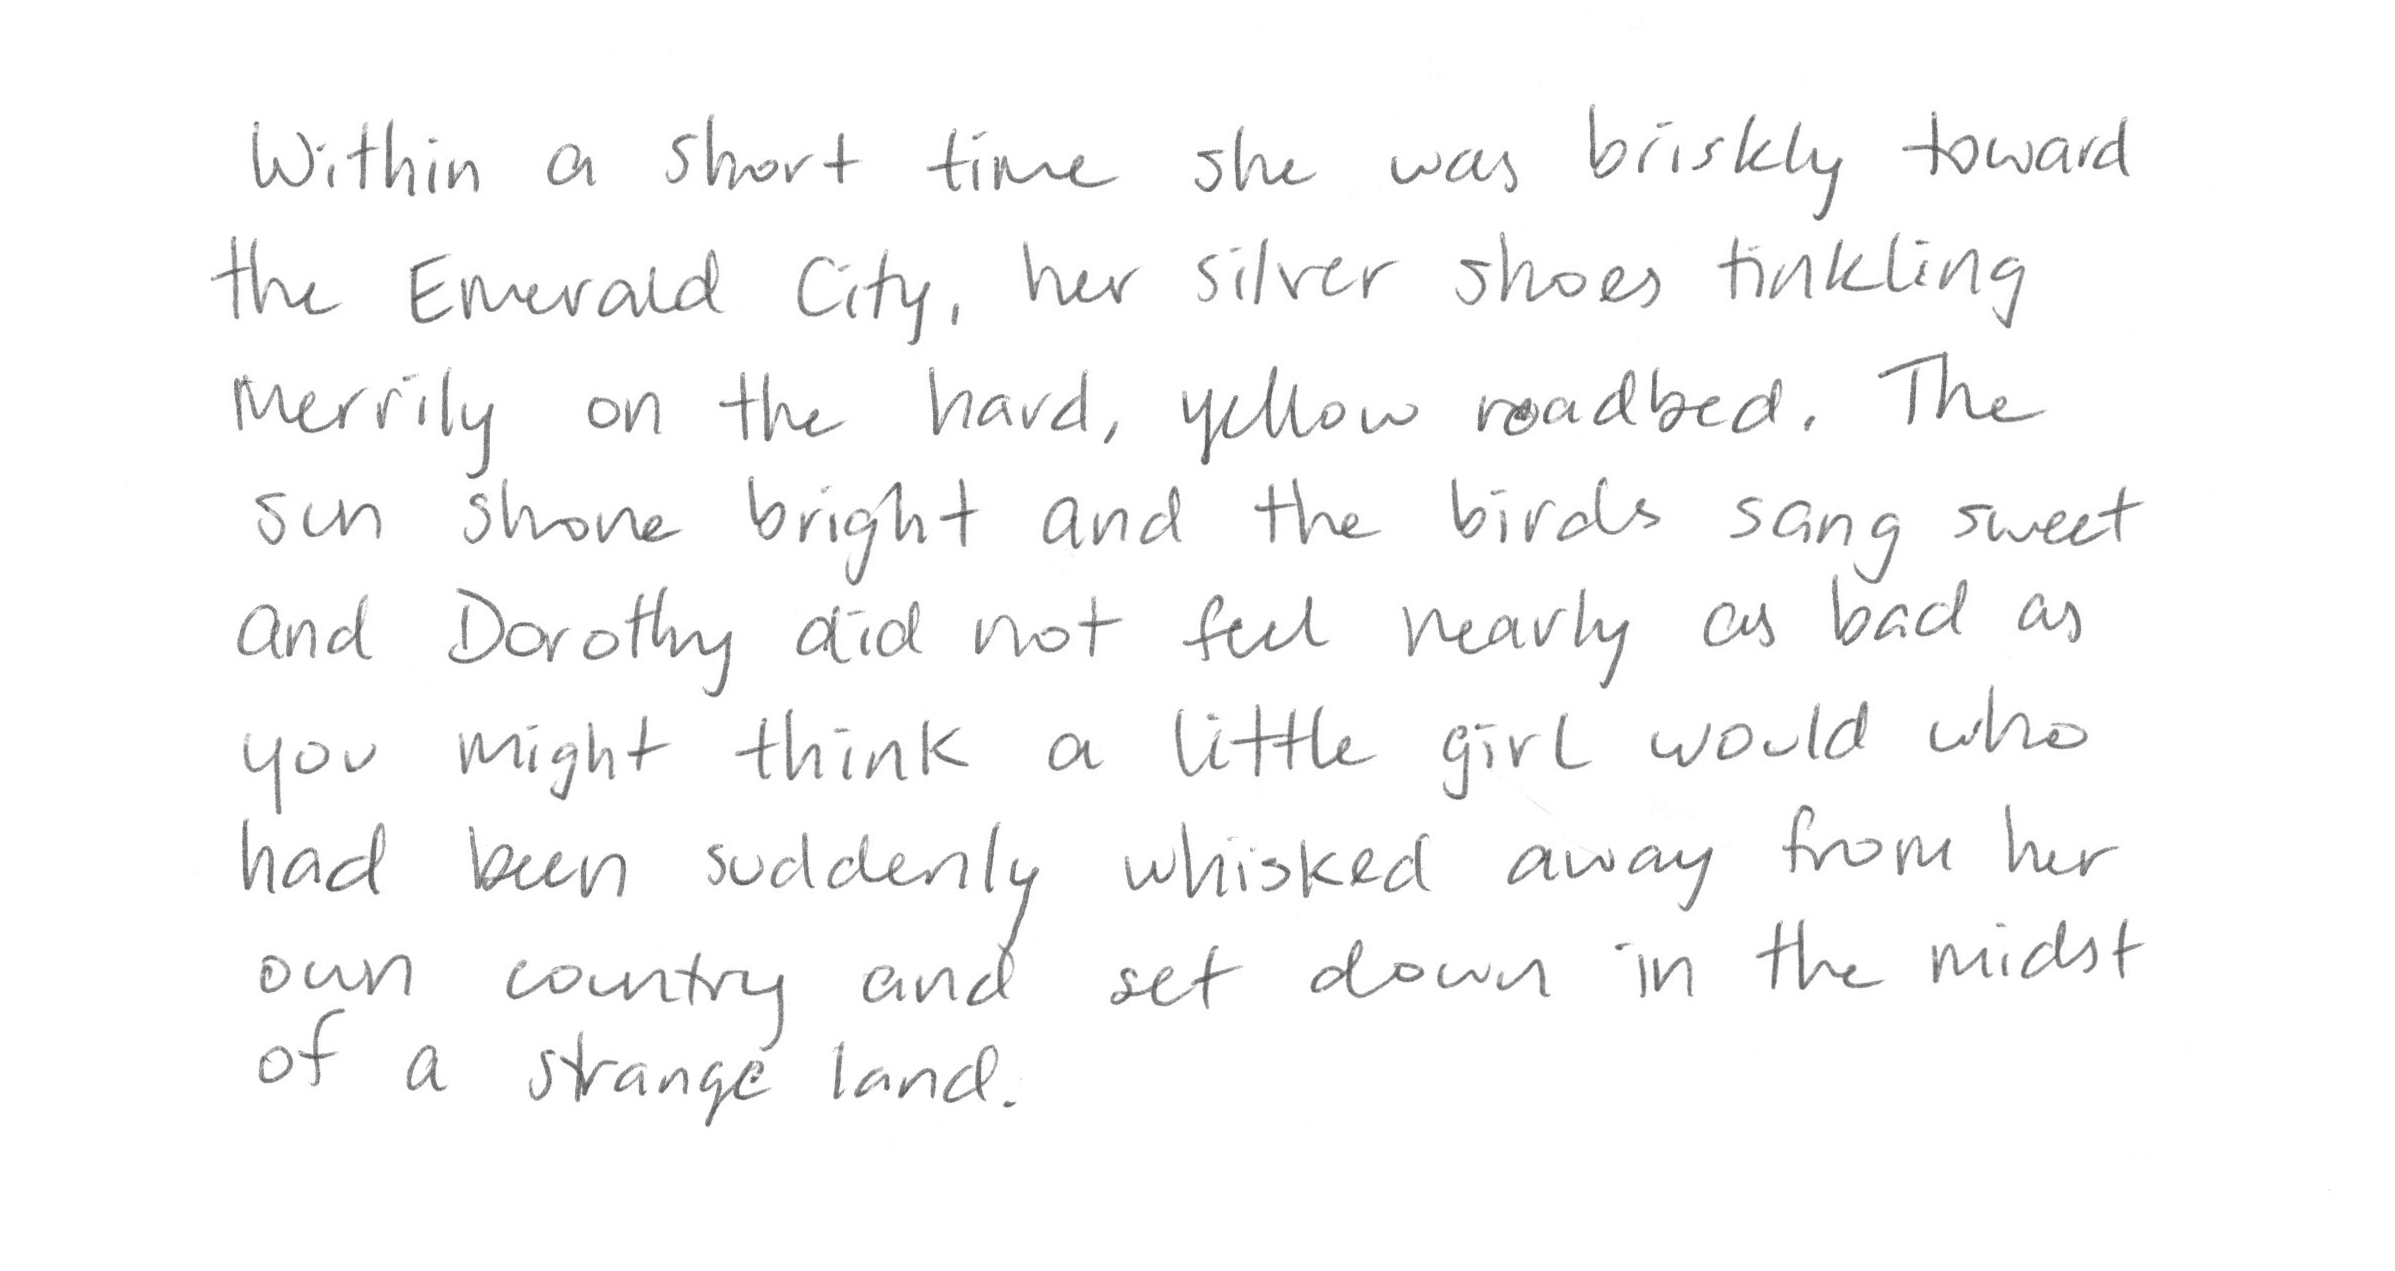 Within a short time she was briskly toward
the Emerald City, her silver shoes tinkling
merrily on the hard, yellow roadbed. The
sun shone bright and the birds sang sweet
and Dorothy did not feel nearly as bad as
you might think a little girl would who
had been suddenly whisked away from her
own country and set down in the midst
of a strange land.